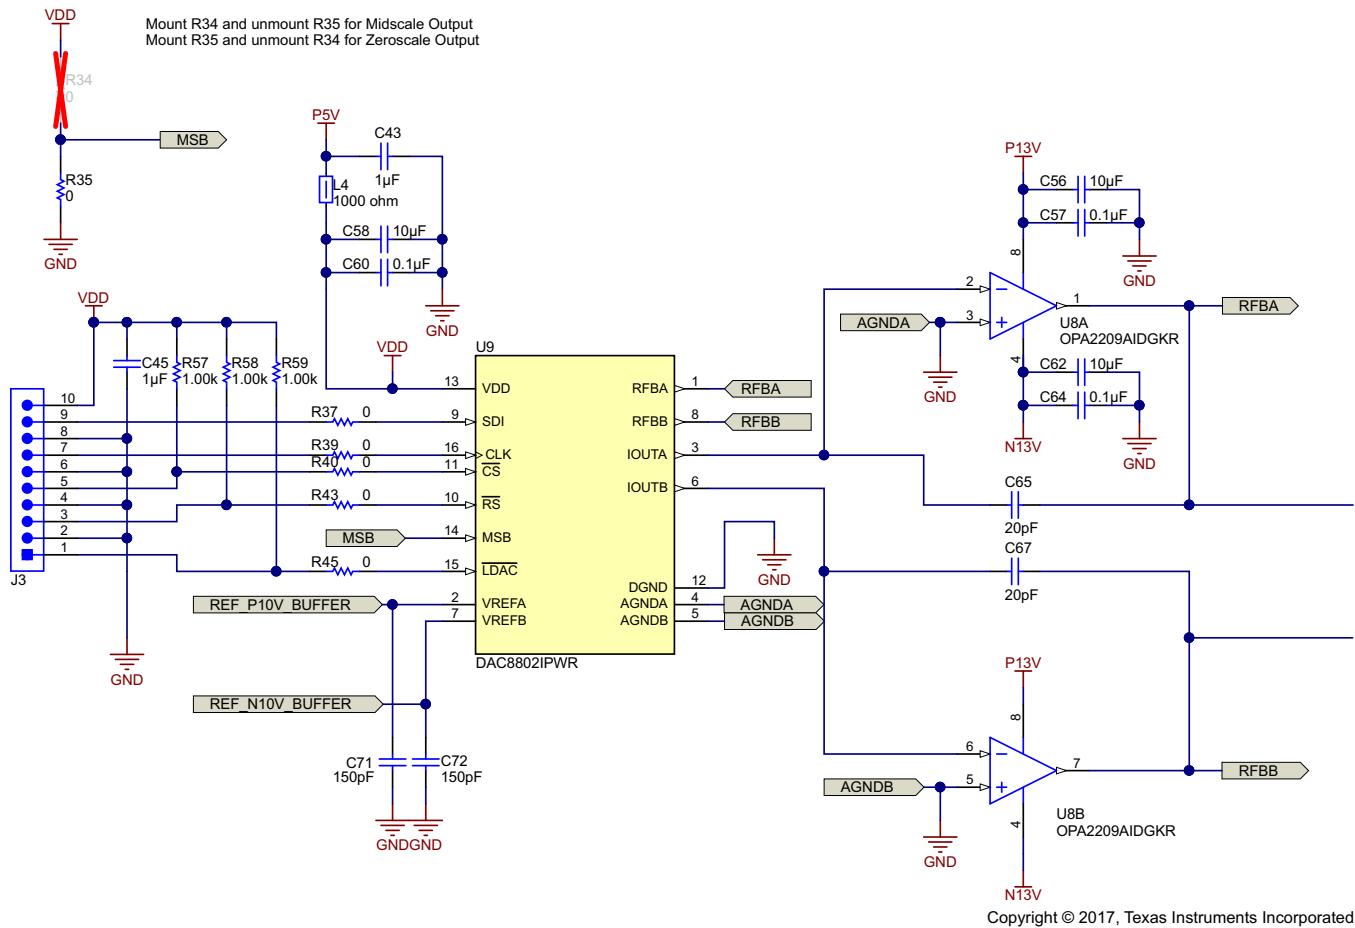 VDD
Mount R34 and unmount R35 for Midscale Output
Mount R35 and unmount R34 for Zeroscale Output
R34
0
MSB
R35
0
GND
P5V
C43
1µF
L4
1000 ohm
C58
10µF
C60
0.1µF
GND
P13V
C56
10µF
C57
0.1µF
GND
8
2
3
1
4
AGNDA
GND
U8A
OPA2209AIDGKR
RFBA
C62
10µF
C64
0.1µF
N13V
GND
VDD
C45
1µF
R57
1.00k
R58
1.00k
R59
1.00k
10
9
8
7
6
5
4
3
2
1
J3
GND
R37 0
R39 0
R40 0
R43 0
MSB
R45 0
VDD
U9
13 VDD
9 SDI
16 CLK
11 CS
10 RS
14 MSB
15 LDAC
2 VREFA
7 VREFB
RFBA 1 RFBA
RFBB 8 RFBB
IOUTA 3
IOUTB 6
DGND 12
AGNDA 4 AGNDA
AGNDB 5 AGNDB
GND
DAC8802IPWR
REF_P10V_BUFFER
REF_N10V_BUFFER
C71
150pF
C72
150pF
GND
GND
C65
20pF
C67
20pF
P13V
8
6
5
7
4
AGNDB
GND
U8B
OPA2209AIDGKR
RFBB
N13V
Copyright © 2017, Texas Instruments Incorporated